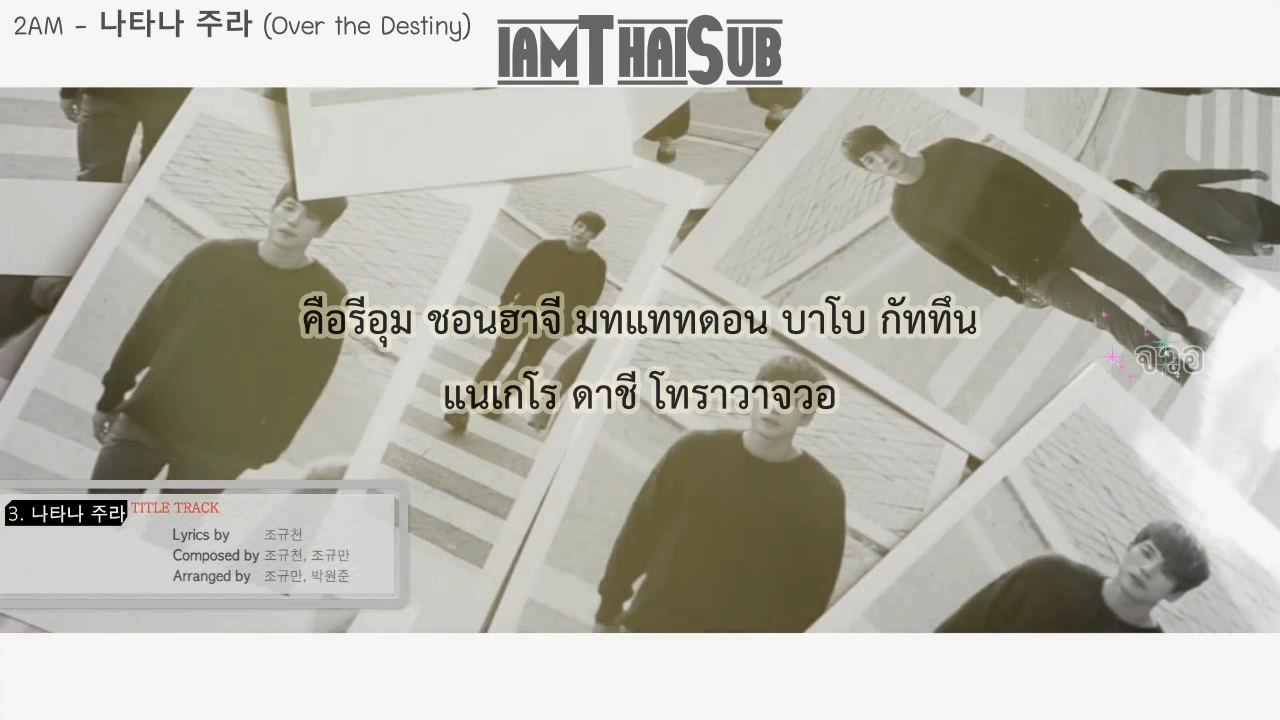 2AM - 나타나 주라 (Over the Destiny)
IAMTHAISUB
คือรีอุม ชอนฮาจี มทแททดอน บาโบ กัททึน
จวอ
แนเกโร ดาชี โทราวาจวอ
3. 나타나 주라 TITLE TRACK
Lyrics by 조규천
Composed by 조규천, 조규만
Arranged by 조규만, 박원준